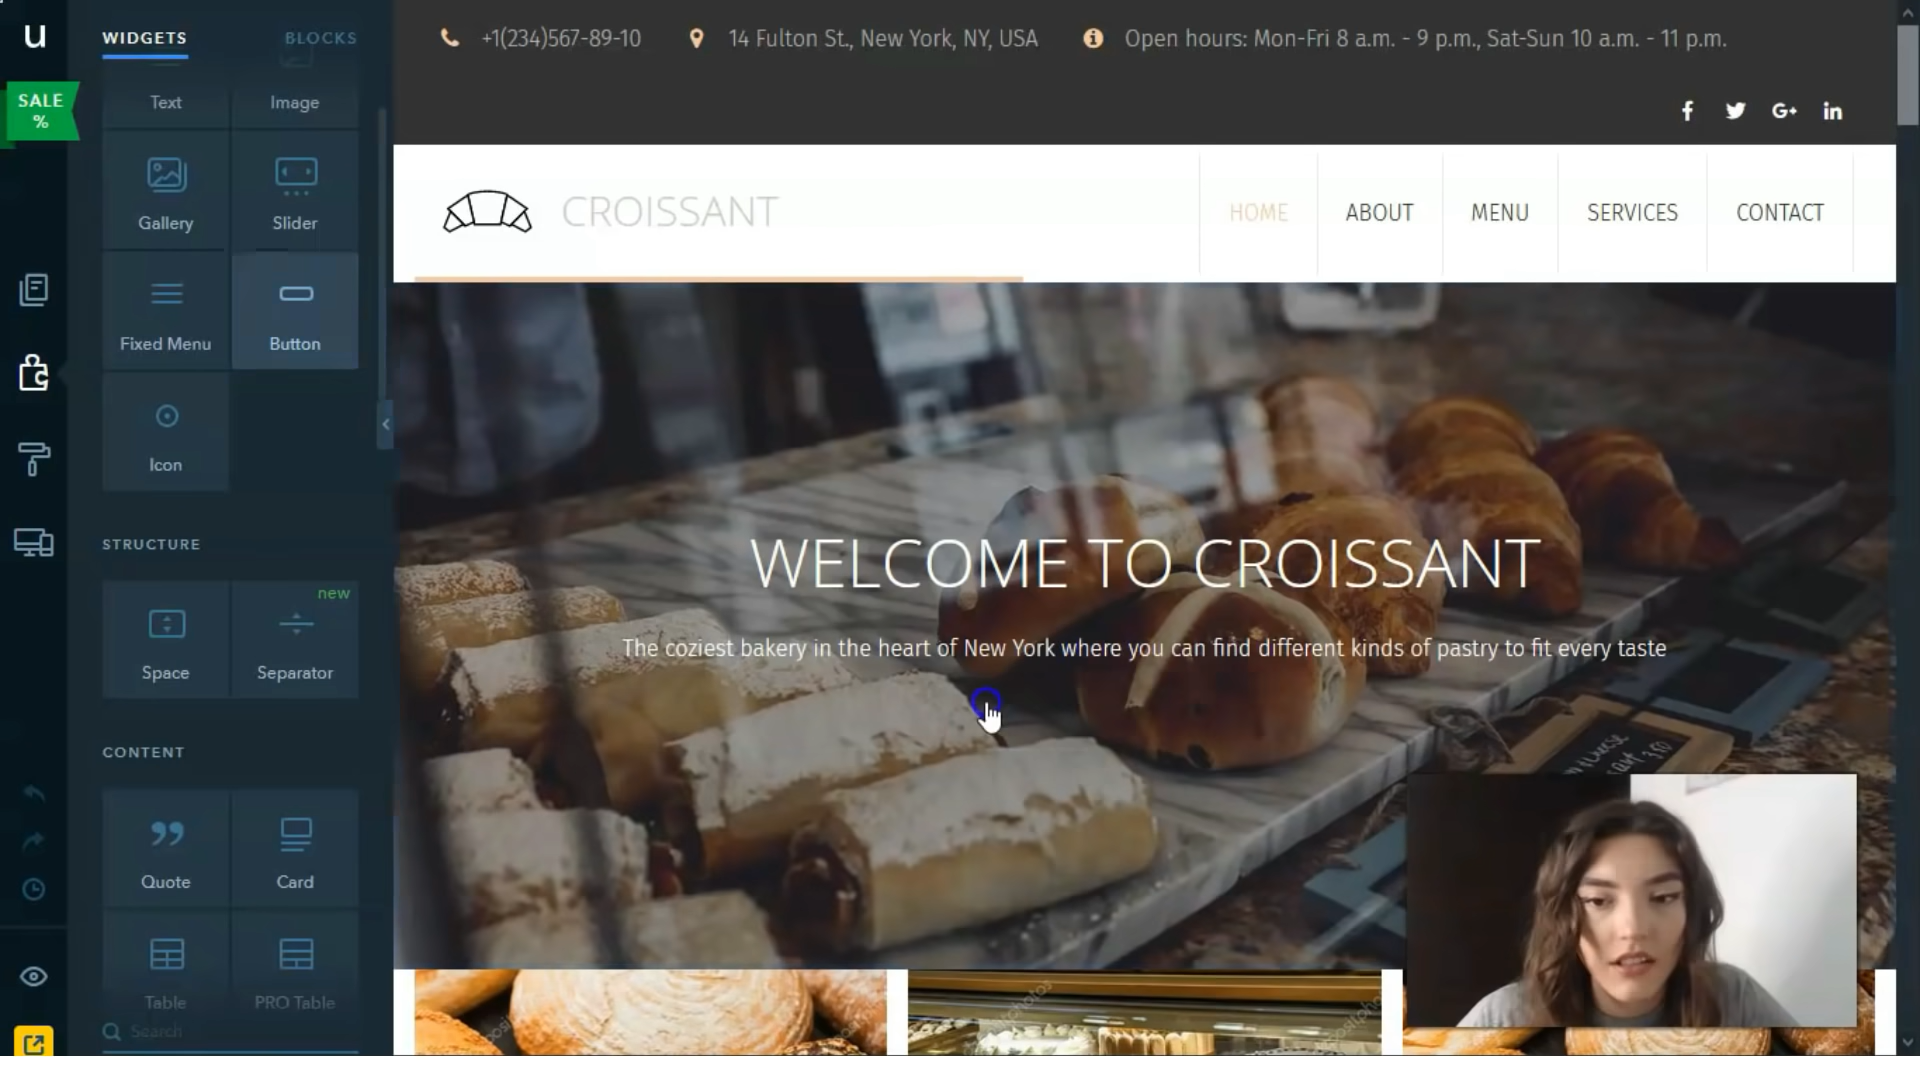 u
WIDGETS
BLOCKS
SALE
%
Text
Image
Gallery
Slider
Fixed Menu
Button
Icon
STRUCTURE
new
Space
Separator
CONTENT
Quote
Card
Table
PRO Table
Search
+1(234)567-89-10
14 Fulton St., New York, NY, USA
Open hours: Mon-Fri 8 a.m. - 9 p.m., Sat-Sun 10 a.m. - 11 p.m.
f
G+
in
CROISSANT
HOME
ABOUT
MENU
SERVICES
CONTACT
WELCOME TO CROISSANT
The coziest bakery in the heart of New York where you can find different kinds of pastry to fit every taste